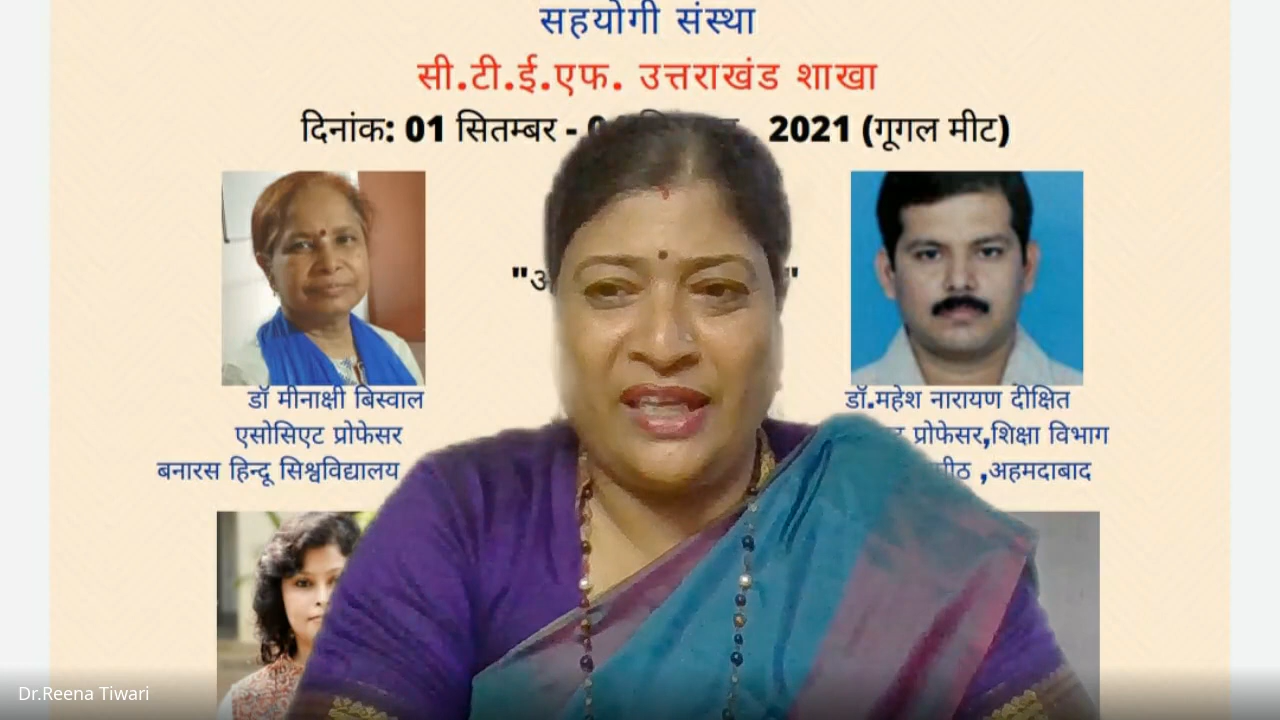 सहयोगी संस्था
सी.टी.ई.एफ. उत्तराखंड शाखा
दिनांक: 01 सितम्बर - 2021 (गूगल मीट)
डॉ मीनाक्षी बिस्वाल
डॉ.महेश नारायण दीक्षित
एसोसिएट प्रोफेसर
प्रोफेसर,शिक्षा विभाग
बनारस हिन्दू सिश्वविद्यालय
,अहमदाबाद
Dr.Reena Tiwari